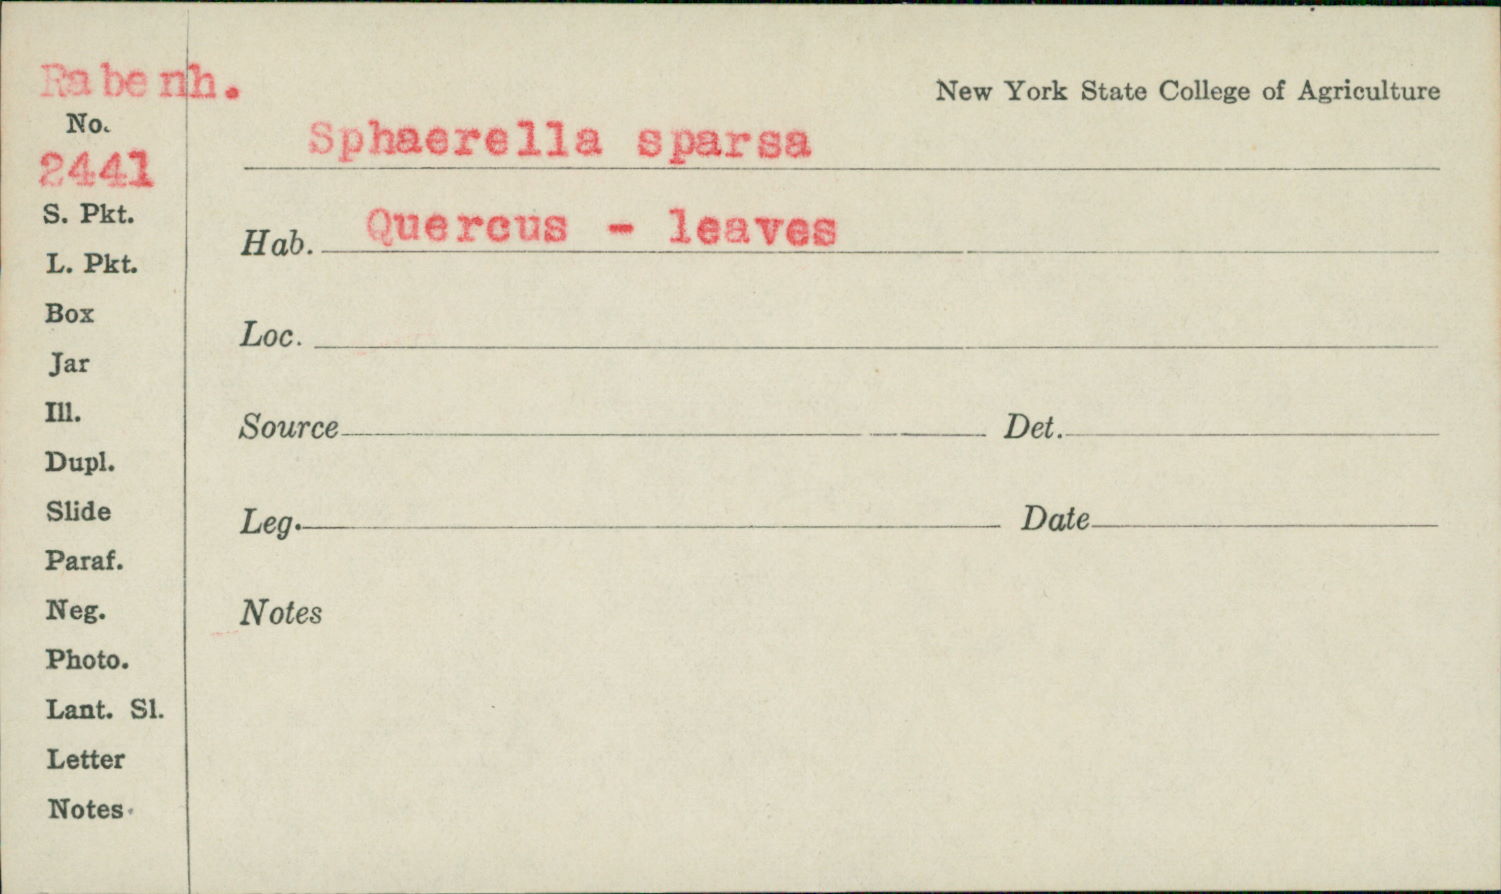 Rabenh.
No.
2441
S. Pkt.
L. Pkt.
Box
Jar
Ill.
Dupl.
Slide
Paraf.
Neg.
Photo.
Lant. Sl.
Letter
Notes
New York State College of Agriculture
Sphaerella sparsa
Hab. Quercus - leaves
Loc.
Source Det.
Leg. Date
Notes